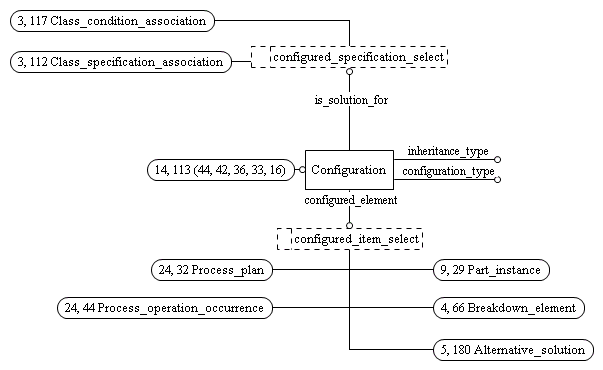 3, 117 Class_condition_association
configured_specification_select
3, 112 Class_specification_association
is_solution_for
inheritance_type
14, 113 (44, 42, 36, 33, 16)
Configuration
configuration_type
configured_element
configured_item_select
24, 32 Process_plan
9, 29 Part_instance
24, 44 Process_operation_occurrence
4, 66 Breakdown_element
5, 180 Alternative_solution